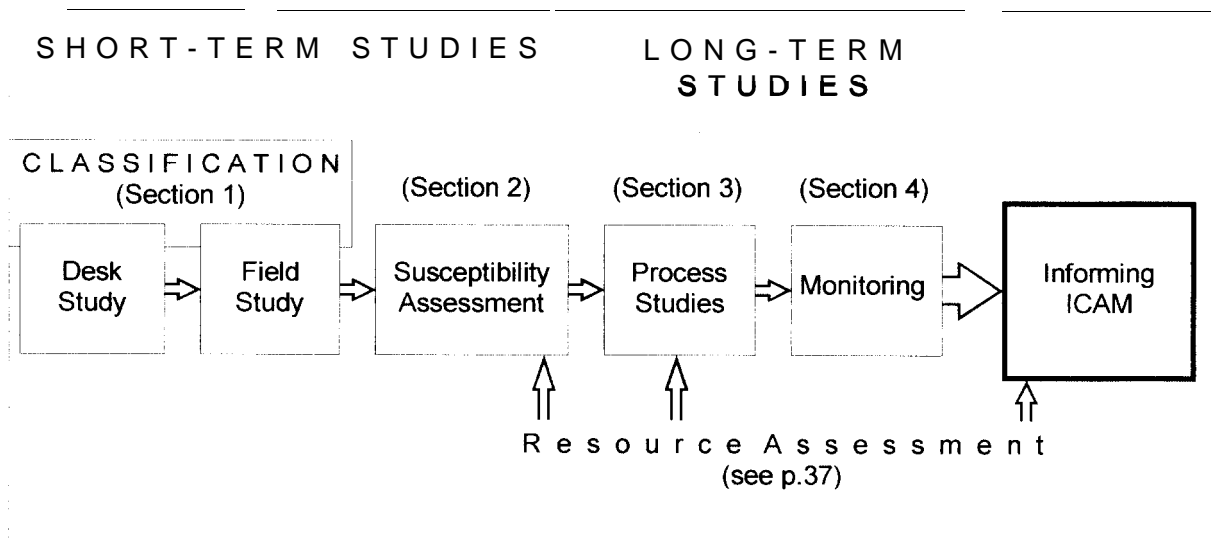 SHORT-TERM STUDIES
LONG-TERM
STUDIES
CLASSIFICATION
(Section 1)
(Section 2)
(Section 3)
(Section 4)
Desk
Study
Field
Study
Susceptibility
Assessment
Process
Studies
Monitoring
Informing
ICAM
Resource Assessment
(see p.37)